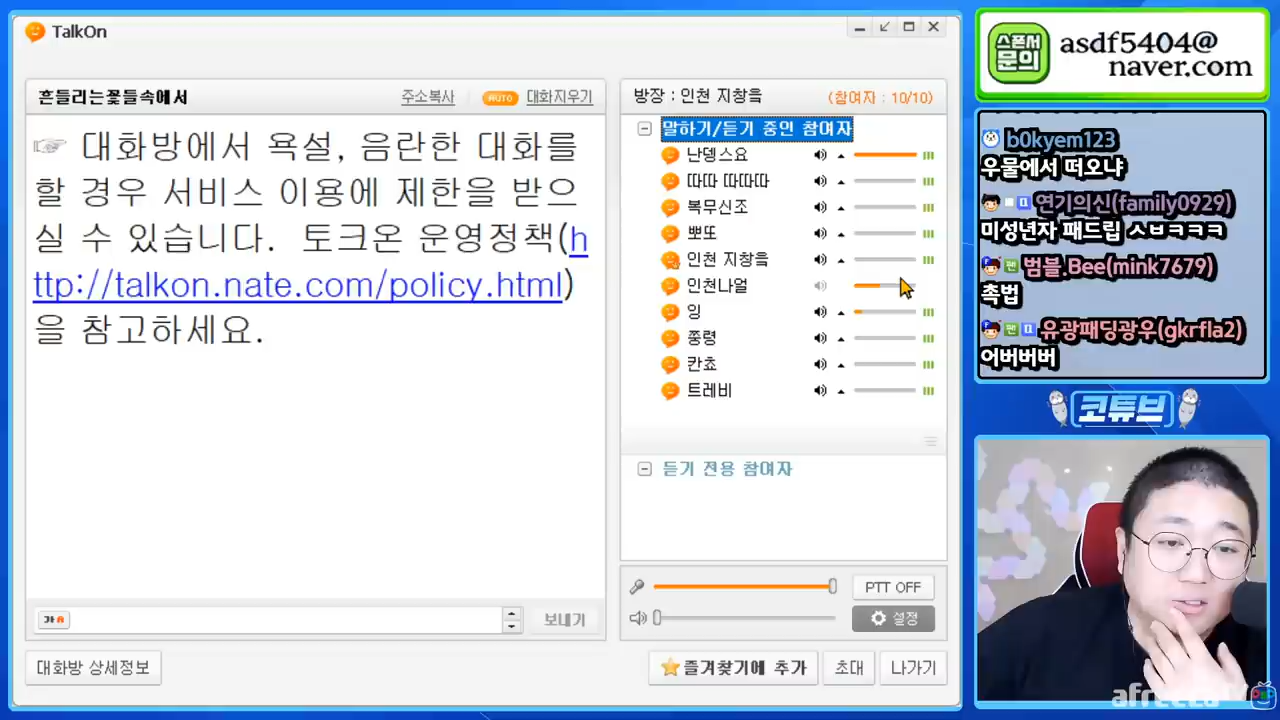 TalkOn
흔들리는꽃들속에서
주소복사
AUTO
대화지우기
☞ 대화방에서 욕설, 음란한 대화를
할 경우 서비스 이용에 제한을 받으
실 수 있습니다. 토크온 운영정책(h
ttp://talkon.nate.com/policy.html)
을 참고하세요.
가
보내기
대화방 상세정보
방장 : 인천 지창욬
(참여자 : 10/10)
말하기/듣기 중인 참여자
난뎅스요
따따 따따따
복무신조
뽀또
인천 지창욬
인천나얼
잉
중령
칸쵸
트레비
듣기 전용 참여자
PTT OFF
설정
즐겨찾기에 추가
초대
나가기
스폰서
문의
asdf5404@
naver.com
b0kyem123
우물에서 떠오냐
연기의신(family0929)
미성년자 패드립 ㅅㅂㅋㅋㅋ
팬 범블.Bee(mink7679)
촉법
팬 유광패딩광우(gkrfla2)
어버버버
코튜브